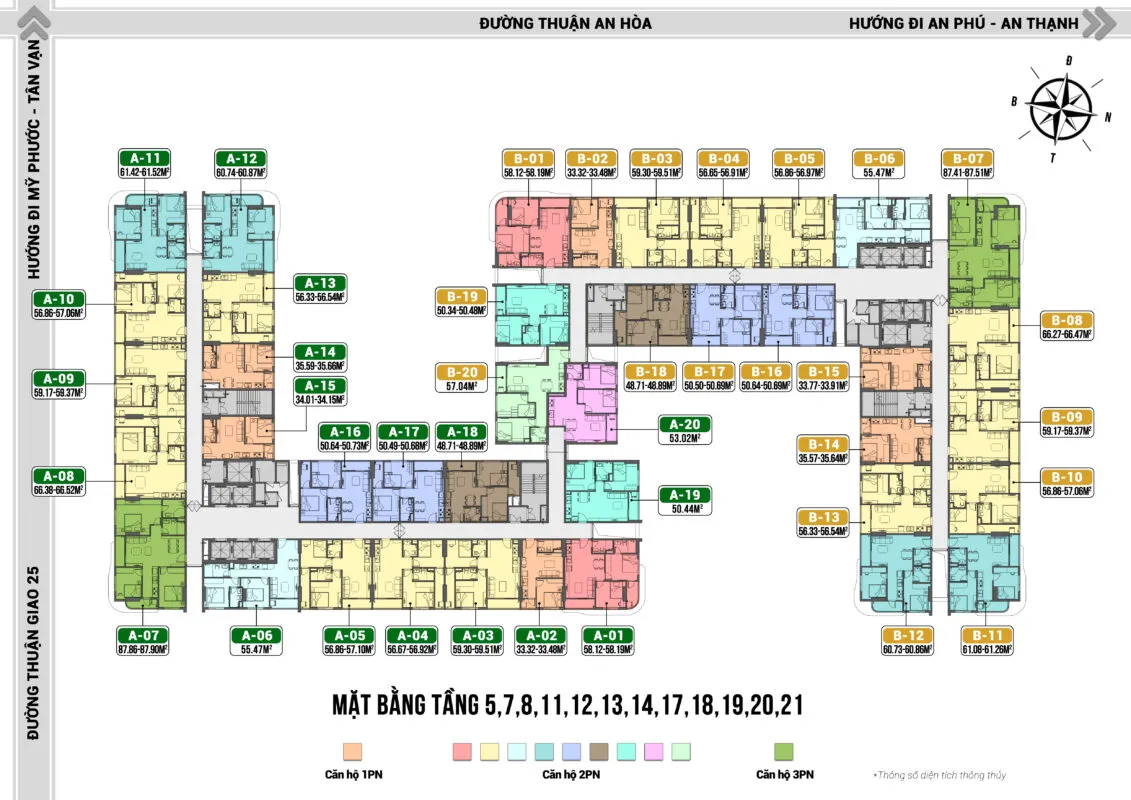 ĐƯỜNG THUẬN AN HÒA
HƯỚNG ĐI AN PHÚ - AN THẠNH
HƯỚNG ĐI MỸ PHƯỚC - TÂN VẠN
ĐƯỜNG THUẬN GIAO 25
Đ
B
N
T
A-11
61.42-61.52M²
A-12
60.74-60.87M²
B-01
58.12-58.19M²
B-02
33.32-33.48M²
B-03
59.30-59.51M²
B-04
56.65-56.91M²
B-05
56.86-56.97M²
B-06
55.47M²
B-07
87.41-87.51M²
A-10
56.86-57.06M²
A-13
56.33-56.54M²
B-19
50.34-50.48M²
B-08
66.27-66.47M²
A-14
35.59-35.66M²
A-09
59.17-59.37M²
A-15
34.01-34.15M²
B-20
57.04M²
B-18
48.71-48.89M²
B-17
50.50-50.69M²
B-16
50.64-50.69M²
B-15
33.77-33.91M²
B-09
59.17-59.37M²
A-16
50.64-50.73M²
A-17
50.49-50.68M²
A-18
48.71-48.89M²
A-20
53.02M²
B-14
35.57-35.64M²
A-08
66.38-66.52M²
A-19
50.44M²
B-10
56.86-57.06M²
B-13
56.33-56.54M²
A-07
87.86-87.90M²
A-06
55.47M²
A-05
56.86-57.10M²
A-04
56.67-56.92M²
A-03
59.30-59.51M²
A-02
33.32-33.48M²
A-01
58.12-58.19M²
B-12
60.73-60.86M²
B-11
61.08-61.26M²
MẶT BẰNG TẦNG 5,7,8,11,12,13,14,17,18,19,20,21
Căn hộ 1PN
Căn hộ 2PN
Căn hộ 3PN
*Thông số diện tích thông thủy